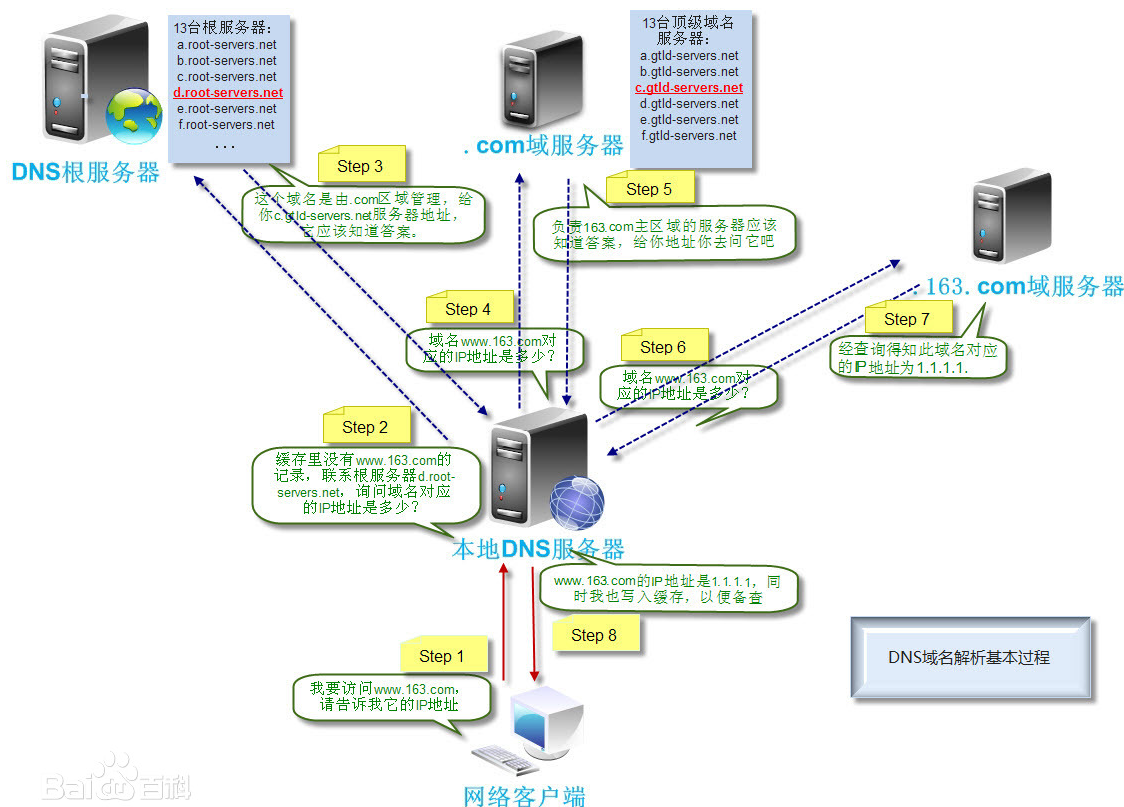 13台根服务器：
a.root-servers.net
b.root-servers.net
c.root-servers.net
d.root-servers.net
e.root-servers.net
f.root-servers.net
...
DNS根服务器
13台顶级域名
服务器：
a.gtld-servers.net
b.gtld-servers.net
c.gtld-servers.net
d.gtld-servers.net
e.gtld-servers.net
f.gtld-servers.net
.com域服务器
Step 3
这个域名是由.com区域管理，给
你c.gtld-servers.net服务器地址，
它应该知道答案。
Step 5
负责163.com主区域的服务器应该
知道答案，给你地址你去问它吧
.163.com域服务器
Step 4
域名www.163.com对
应的IP地址是多少？
Step 6
域名www.163.com对
应的IP地址是多少？
Step 7
经查询得知此域名对应
的IP地址为1.1.1.1.
Step 2
缓存里没有www.163.com的
记录，联系根服务器d.root-
servers.net，询问域名对应
的IP地址是多少？
本地DNS服务器
www.163.com的IP地址是1.1.1.1，同
时我也写入缓存，以便备查
Step 8
Step 1
我要访问www.163.com，
请告诉我它的IP地址
网络客户端
DNS域名解析基本过程
Bai du 百科